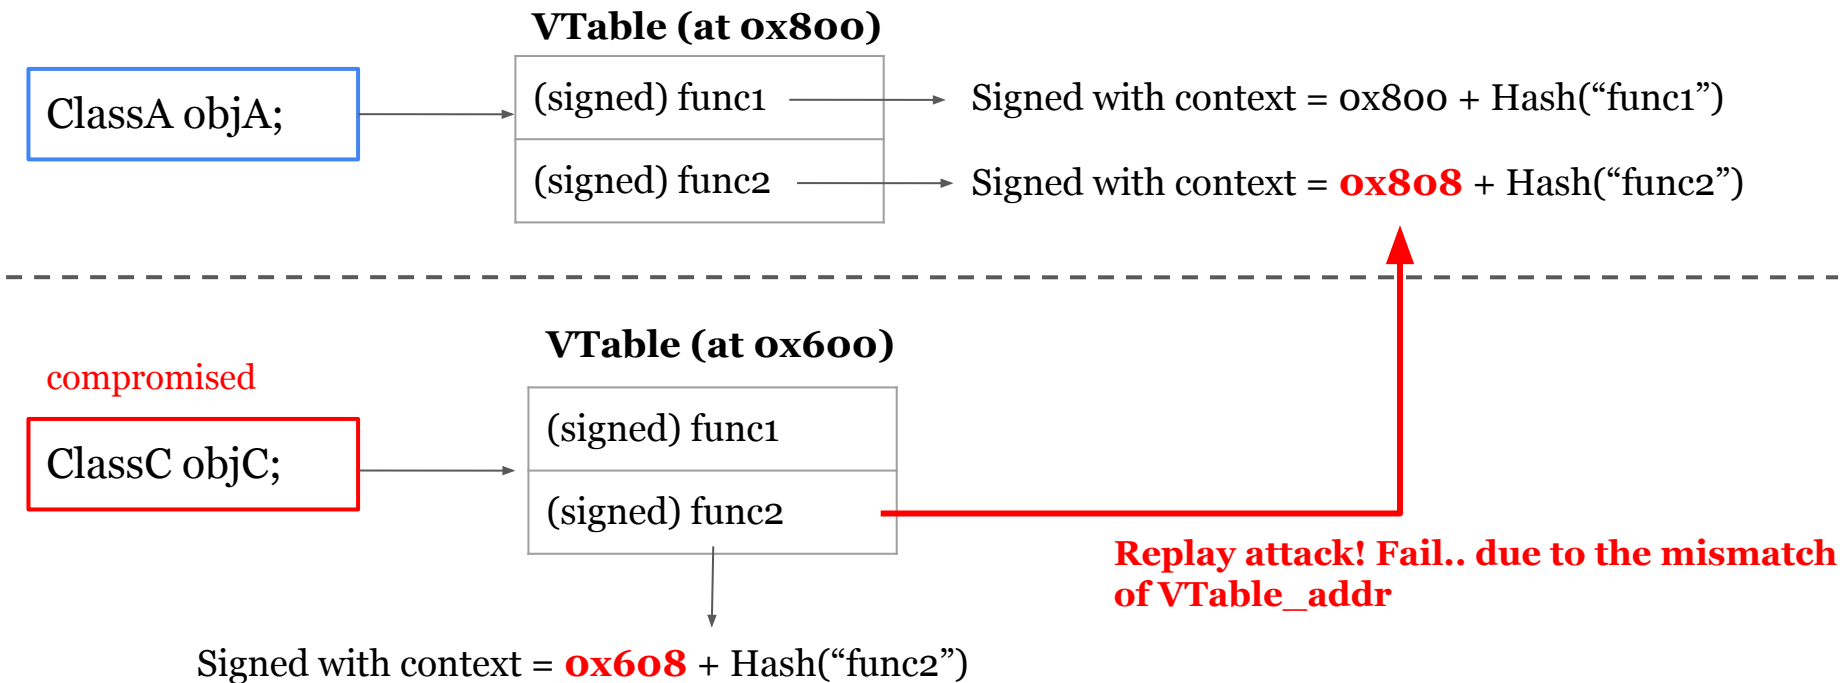 VTable (at 0x800)
ClassA objA;
(signed) func1
Signed with context = 0x800 + Hash(“func1”)
(signed) func2
Signed with context = 0x808 + Hash(“func2”)
VTable (at 0x600)
compromised
ClassC objC;
(signed) func1
(signed) func2
Replay attack! Fail.. due to the mismatch
of VTable_addr
Signed with context = 0x608 + Hash(“func2”)